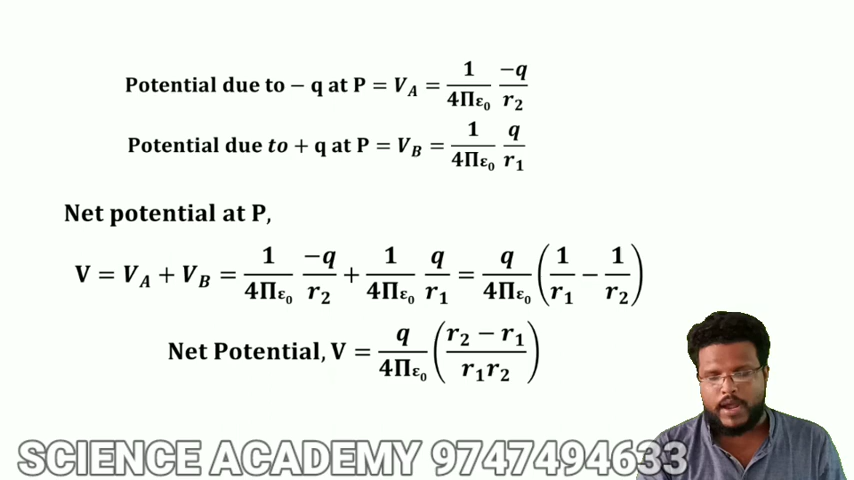 Potential due to − q at P = V_A = 1/4Πε₀ −q/r₂
Potential due to + q at P = V_B = 1/4Πε₀ q/r₁
Net potential at P,
V = V_A + V_B = 1/4Πε₀ −q/r₂ + 1/4Πε₀ q/r₁ = q/4Πε₀ (1/r₁ − 1/r₂)
Net Potential, V = q/4Πε₀ (r₂ − r₁/r₁r₂)
SCIENCE ACADEMY 9747494633